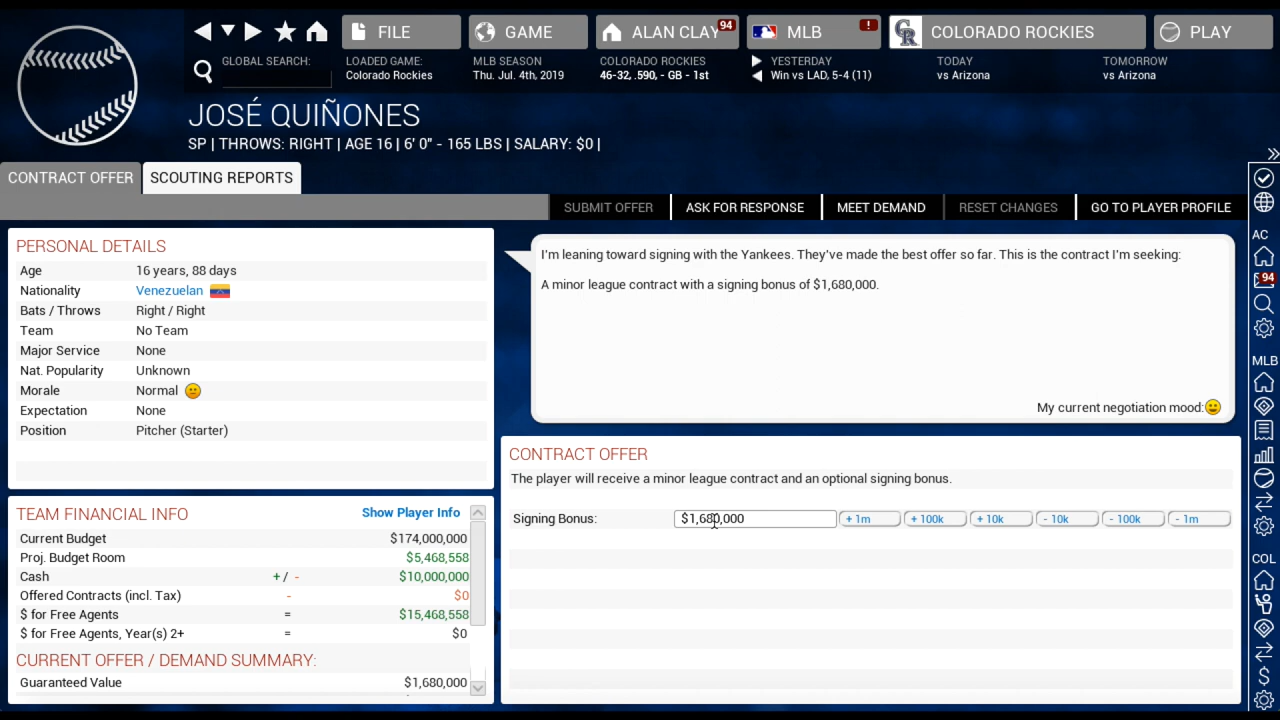 FILE
GAME
ALAN CLAY
94
MLB
!
COLORADO ROCKIES
PLAY
GLOBAL SEARCH:
LOADED GAME:
Colorado Rockies
MLB SEASON
Thu. Jul. 4th, 2019
COLORADO ROCKIES
46-32, .590, - GB - 1st
YESTERDAY
Win vs LAD, 5-4 (11)
TODAY
vs Arizona
TOMORROW
vs Arizona
JOSÉ QUIÑONES
SP | THROWS: RIGHT | AGE 16 | 6' 0" - 165 LBS | SALARY: $0 |
CONTRACT OFFER
SCOUTING REPORTS
SUBMIT OFFER
ASK FOR RESPONSE
MEET DEMAND
RESET CHANGES
GO TO PLAYER PROFILE
PERSONAL DETAILS
Age 16 years, 88 days
Nationality Venezuelan
Bats / Throws Right / Right
Team No Team
Major Service None
Nat. Popularity Unknown
Morale Normal
Expectation None
Position Pitcher (Starter)
I'm leaning toward signing with the Yankees. They've made the best offer so far. This is the contract I'm seeking:
A minor league contract with a signing bonus of $1,680,000.
My current negotiation mood:
TEAM FINANCIAL INFO
Show Player Info
Current Budget $174,000,000
Proj. Budget Room $5,468,558
Cash + / - $10,000,000
Offered Contracts (incl. Tax) - $0
$ for Free Agents = $15,468,558
$ for Free Agents, Year(s) 2+ = $0
CURRENT OFFER / DEMAND SUMMARY:
Guaranteed Value $1,680,000
CONTRACT OFFER
The player will receive a minor league contract and an optional signing bonus.
Signing Bonus: $1,680,000 + 1m + 100k + 10k - 10k - 100k - 1m
AC
94
MLB
COL